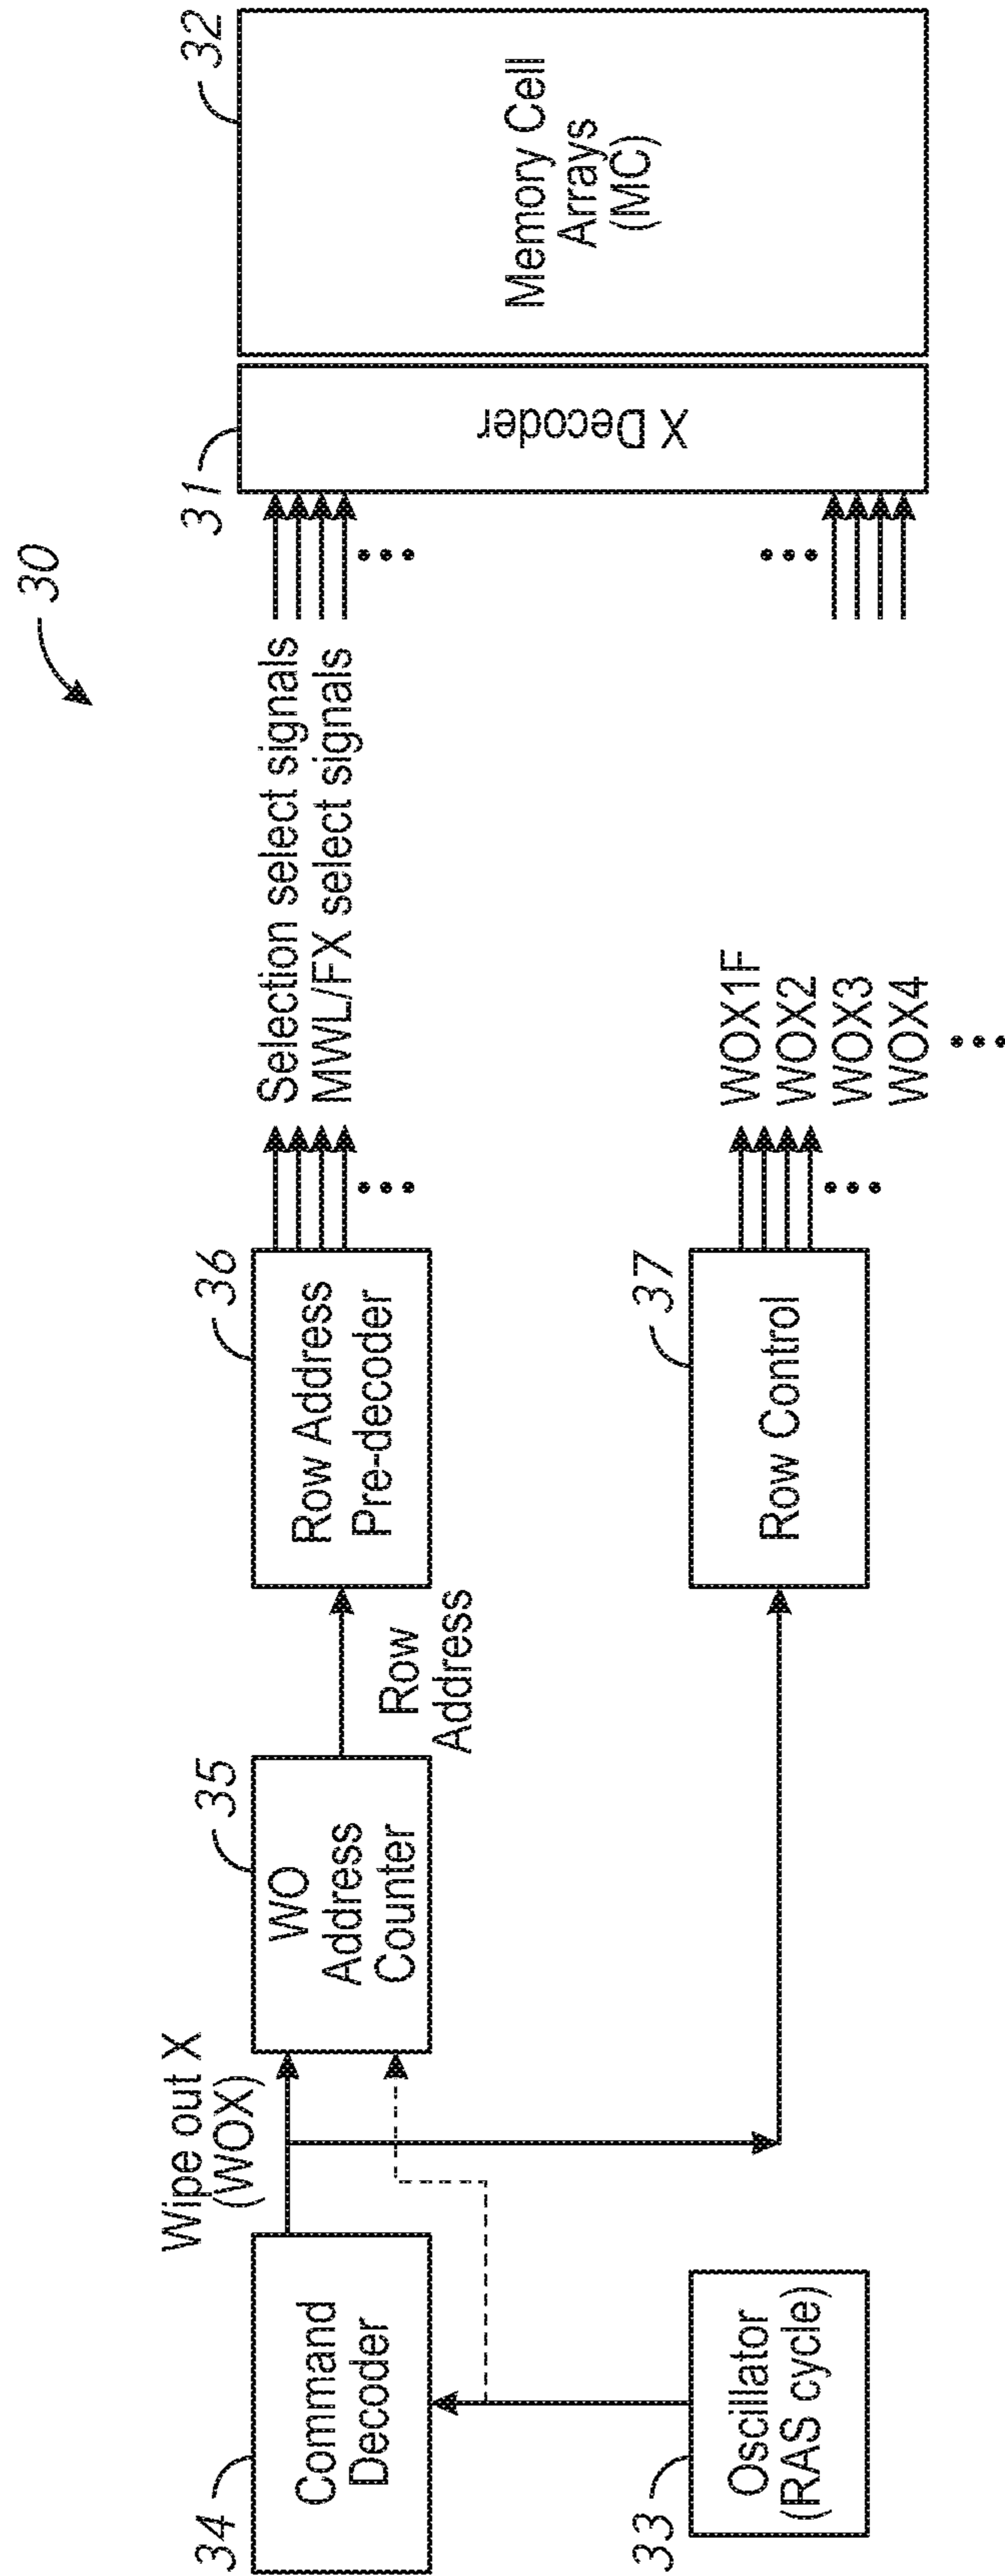 30
34
Command
Decoder
33
Oscillator
(RAS cycle)
Wipe out X
(WOX)
35
WO
Address
Counter
Row
Address
36
Row Address
Pre-decoder
37
Row Control
Selection select signals
MWL/FX select signals
WOX1F
WOX2
WOX3
WOX4
31
X Decoder
32
Memory Cell
Arrays
(MC)